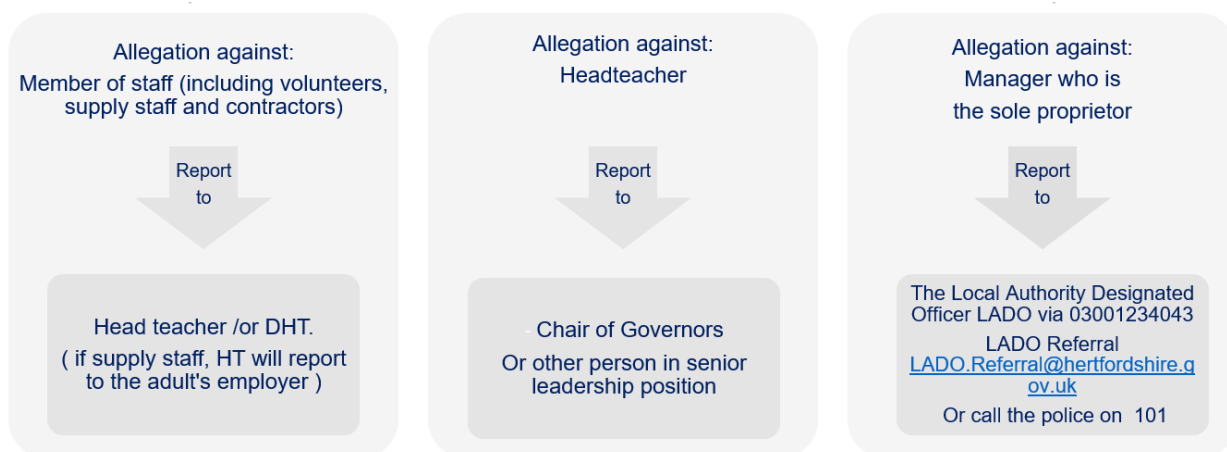 Allegation against:
Member of staff (including volunteers,
supply staff and contractors)
Report
to
Head teacher /or DHT.
( if supply staff, HT will report
to the adult's employer )
Allegation against:
Headteacher
Report
to
- Chair of Governors
Or other person in senior
leadership position
Allegation against:
Manager who is
the sole proprietor
Report
to
The Local Authority Designated
Officer LADO via 03001234043
LADO Referral
LADO.Referral@hertfordshire.g
ov.uk
Or call the police on 101